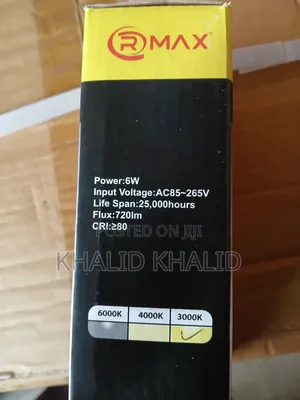 RMAX
Power:6W
Input Voltage:AC85~265V
Life Span:25,000hours
Flux:720lm
CRI:≥80
POSTED ON JIJI
KHALID KHALID
6000K 4000K 3000K